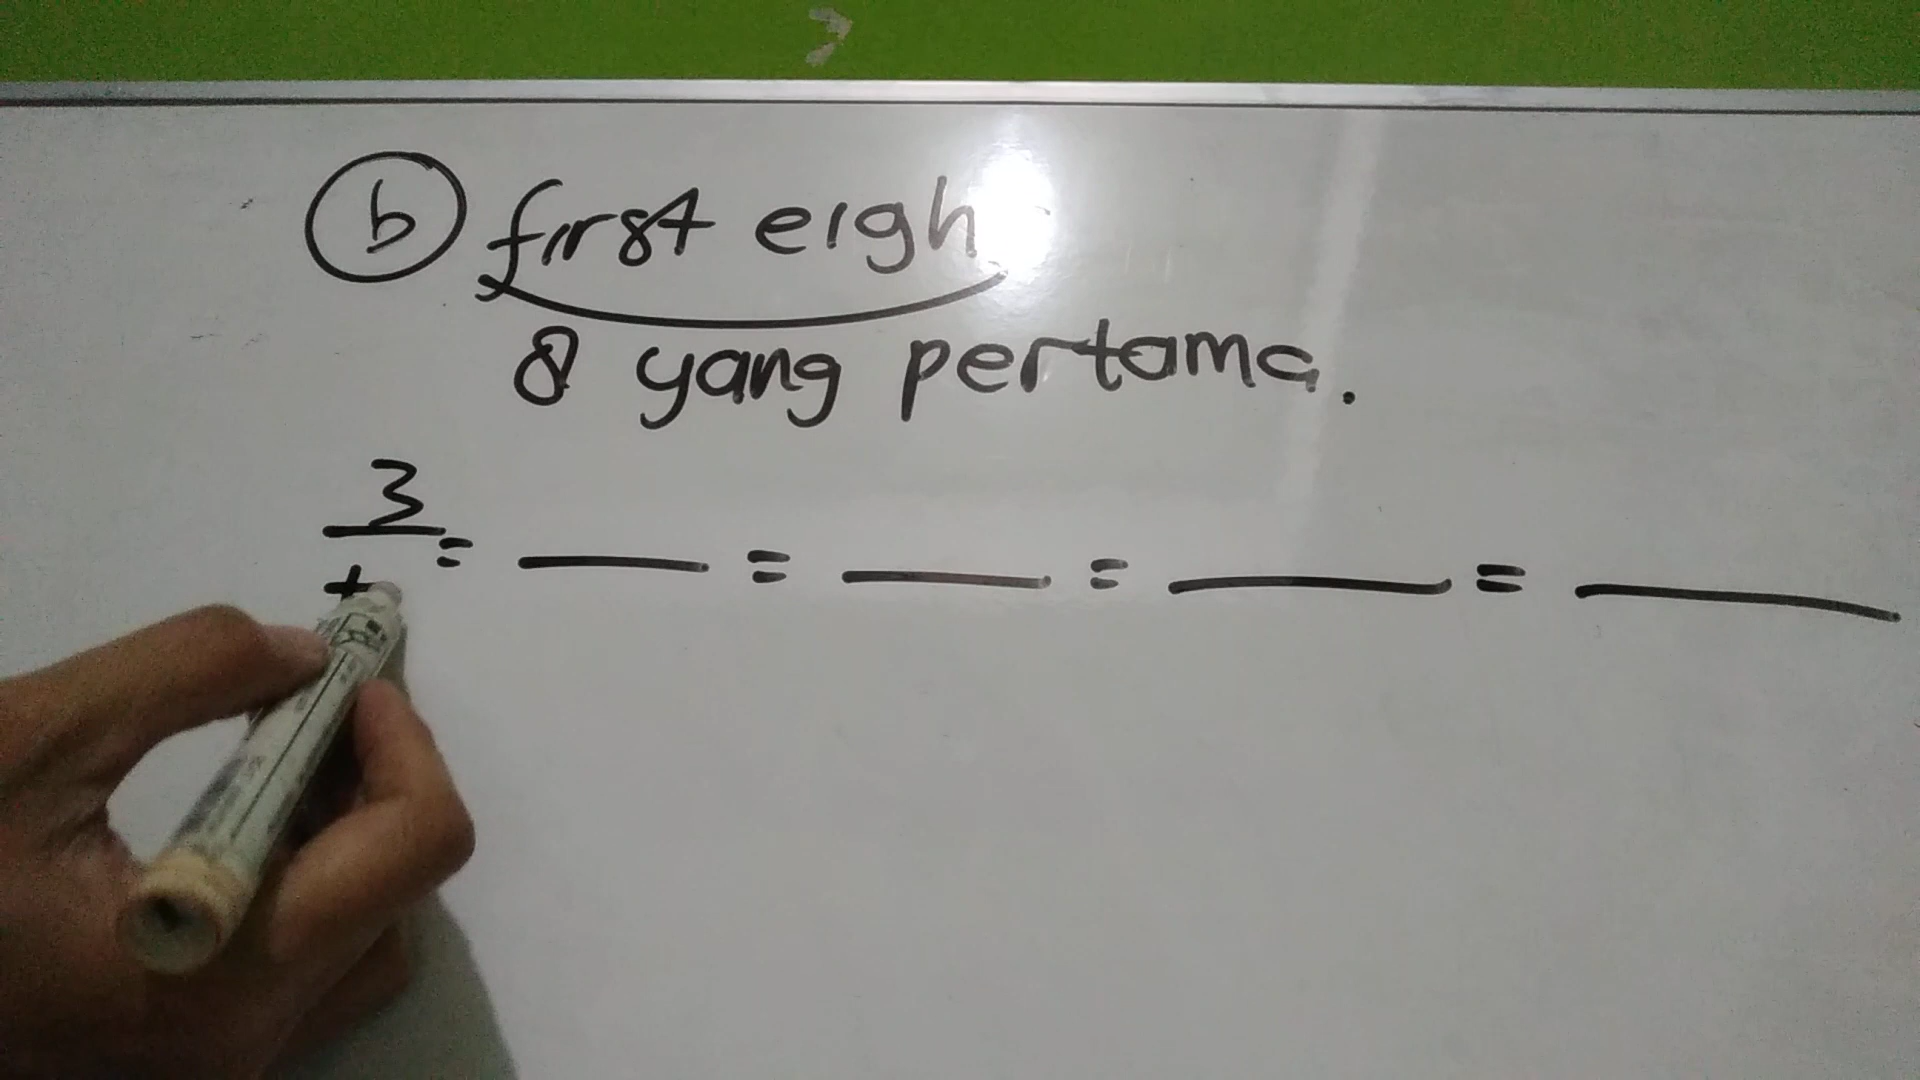 b first eigh
8 yang pertama.
3
= — = — = — = —
+